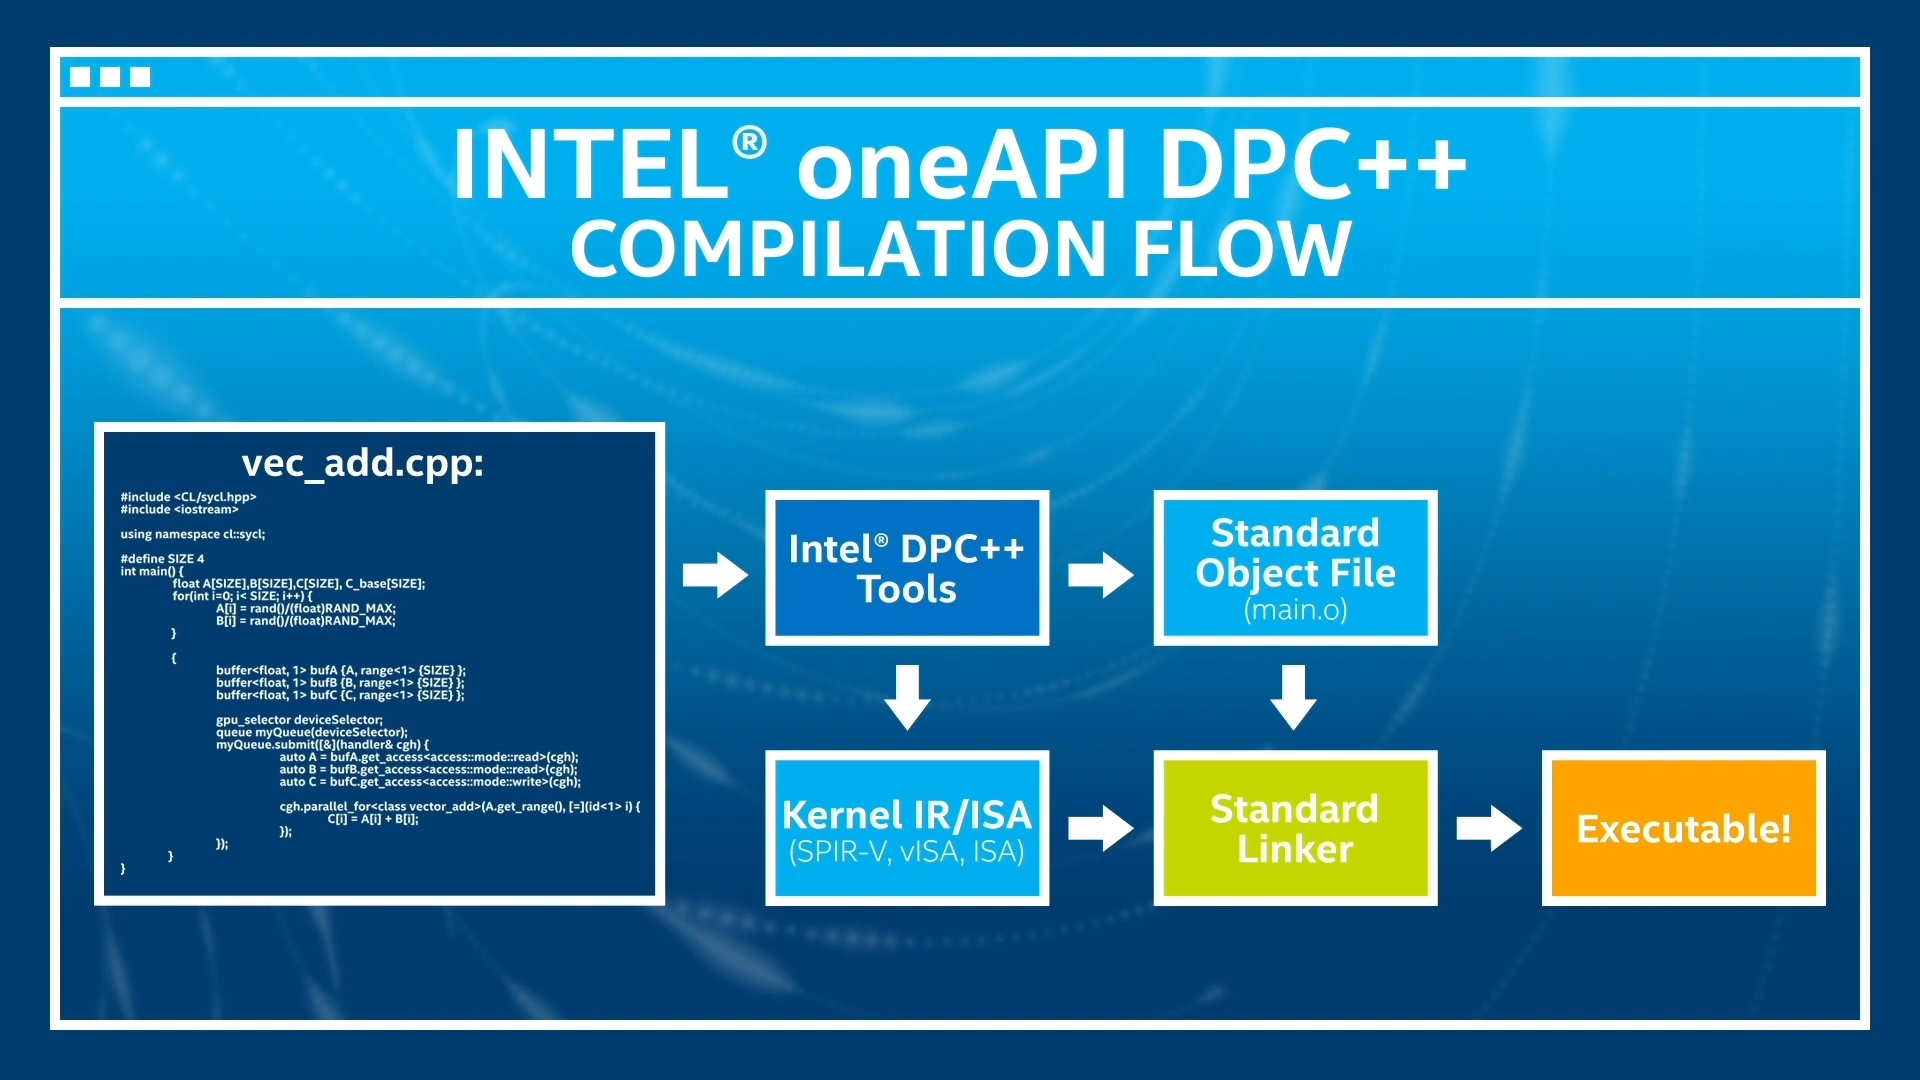 INTEL® oneAPI DPC++
COMPILATION FLOW
vec_add.cpp:
#include <CL/sycl.hpp>
#include <iostream>
using namespace cl::sycl;
#define SIZE 4
int main() {
float A[SIZE],B[SIZE],C[SIZE], C_base[SIZE];
for(int i=0; i< SIZE; i++) {
A[i] = rand()/(float)RAND_MAX;
B[i] = rand()/(float)RAND_MAX;
}
{
buffer<float, 1> bufA {A, range<1> {SIZE} };
buffer<float, 1> bufB {B, range<1> {SIZE} };
buffer<float, 1> bufC {C, range<1> {SIZE} };
gpu_selector deviceSelector;
queue myQueue(deviceSelector);
myQueue.submit([&](handler& cgh) {
auto A = bufA.get_access<access::mode::read>(cgh);
auto B = bufB.get_access<access::mode::read>(cgh);
auto C = bufC.get_access<access::mode::write>(cgh);
cgh.parallel_for<class vector_add>(A.get_range(), [=](id<1> i) {
C[i] = A[i] + B[i];
});
});
}
}
Intel® DPC++
Tools
Standard
Object File
(main.o)
Kernel IR/ISA
(SPIR-V, vISA, ISA)
Standard
Linker
Executable!